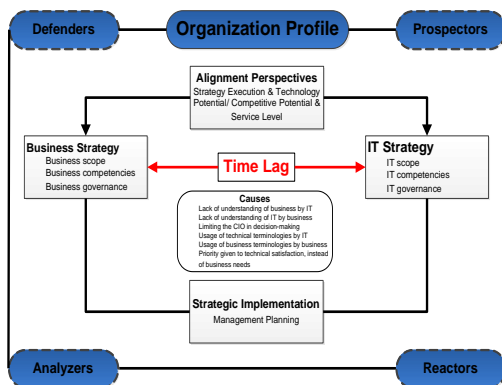 Defenders
Organization Profile
Prospectors
Alignment Perspectives
Strategy Execution & Technology
Potential/ Competitive Potential &
Service Level
Business Strategy
Business scope
Business competencies
Business governance
Time Lag
IT Strategy
IT scope
IT competencies
IT governance
Causes
Lack of understanding of business by IT
Lack of understanding of IT by business
Limiting the CIO in decision-making
Usage of technical terminologies by IT
Usage of business terminologies by business
Priority given to technical satisfaction, instead
of business needs
Strategic Implementation
Management Planning
Analyzers
Reactors